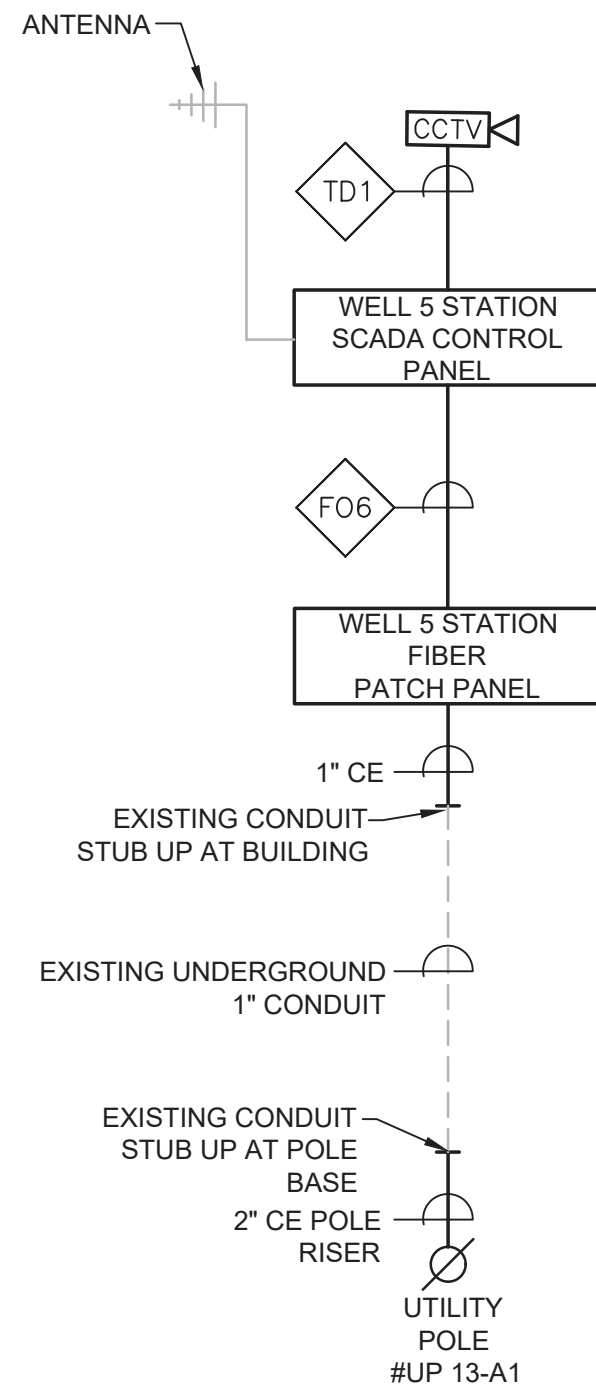 ANTENNA
CCTV
TD1
WELL 5 STATION
SCADA CONTROL
PANEL
FO6
WELL 5 STATION
FIBER
PATCH PANEL
1" CE
EXISTING CONDUIT
STUB UP AT BUILDING
EXISTING UNDERGROUND
1" CONDUIT
EXISTING CONDUIT
STUB UP AT POLE
BASE
2" CE POLE
RISER
UTILITY
POLE
#UP 13-A1